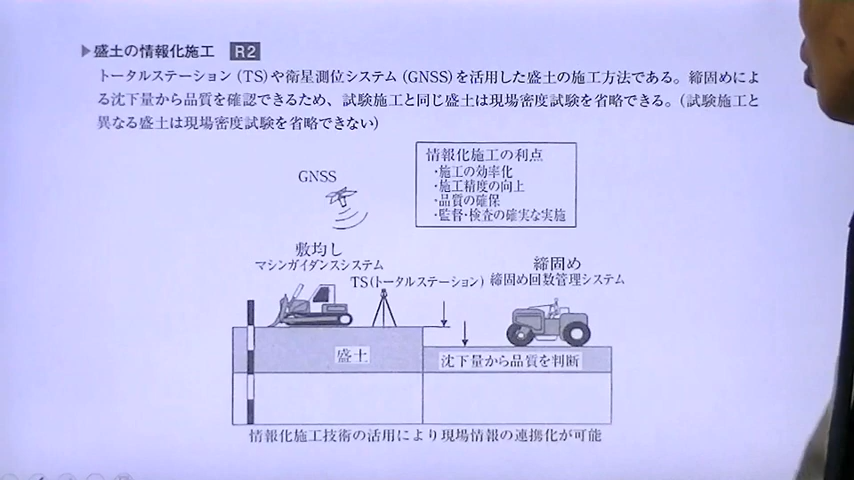 ▶盛土の情報化施工 R2
トータルステーション(TS)や衛星測位システム(GNSS)を活用した盛土の施工方法である。締固めによ
る沈下量から品質を確認できるため、試験施工と同じ盛土は現場密度試験を省略できる。(試験施工と
異なる盛土は現場密度試験を省略できない)
情報化施工の利点
・施工の効率化
・施工精度の向上
・品質の確保
・監督・検査の確実な実施
GNSS
敷均し
マシンガイダンスシステム
TS(トータルステーション)
締固め
締固め回数管理システム
盛土
沈下量から品質を判断
情報化施工技術の活用により現場情報の連携化が可能